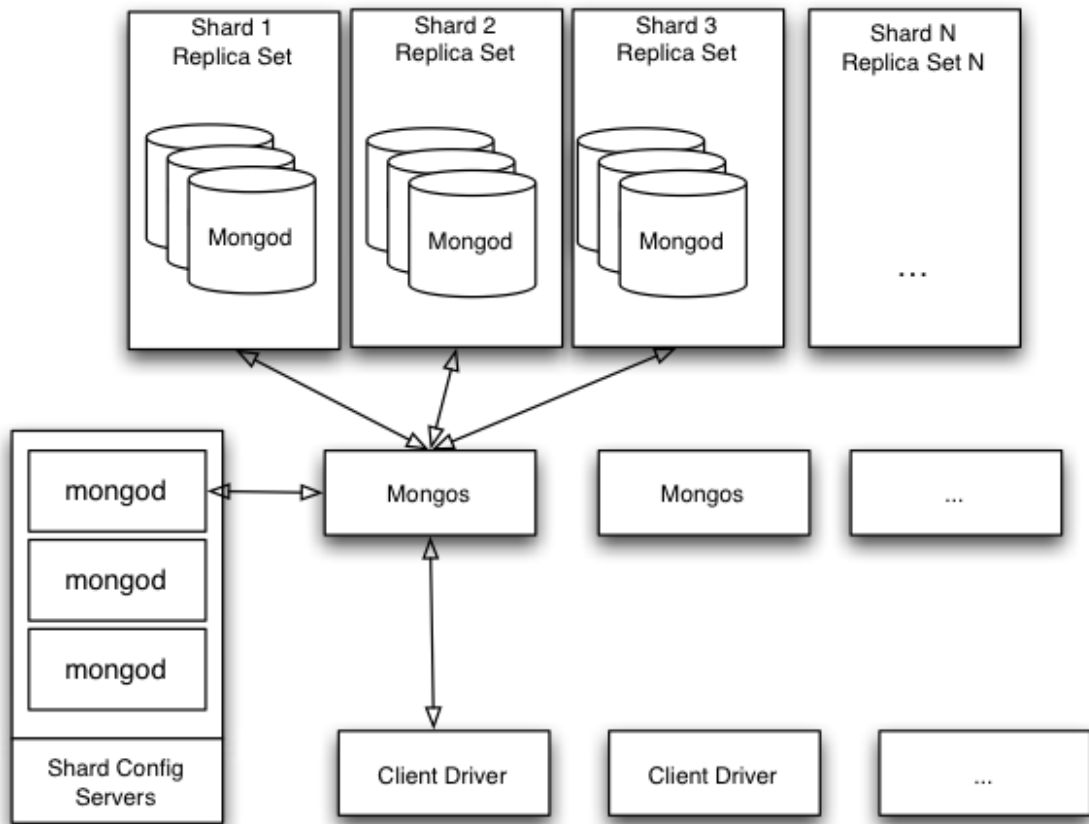 Shard 1
Replica Set
Shard 2
Replica Set
Shard 3
Replica Set
Shard N
Replica Set N
Mongod
Mongod
Mongod
...
mongod
mongod
mongod
Shard Config
Servers
Mongos
Mongos
...
Client Driver
Client Driver
...